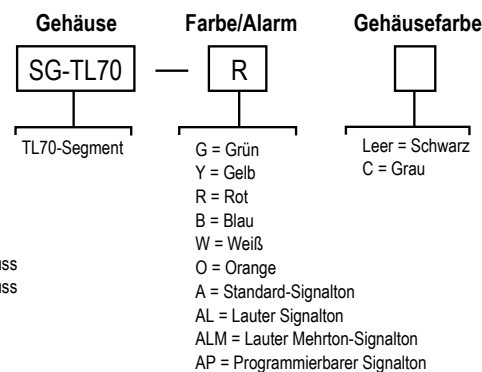 Gehäuse Farbe/Alarm Gehäusefarbe
SG-TL70 — R
TL70-Segment
G = Grün
Y = Gelb
R = Rot
B = Blau
W = Weiß
O = Orange
A = Standard-Signalton
AL = Lauter Signalton
ALM = Lauter Mehrton-Signalton
AP = Programmierbarer Signalton
Leer = Schwarz
C = Grau
uss
uss